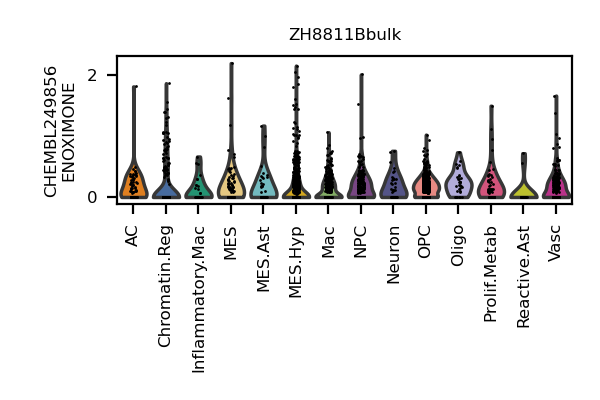 ZH8811Bbulk
CHEMBL249856
ENOXIMONE
2
0
AC
Chromatin.Reg
Inflammatory.Mac
MES
MES.Ast
MES.Hyp
Mac
NPC
Neuron
OPC
Oligo
Prolif.Metab
Reactive.Ast
Vasc